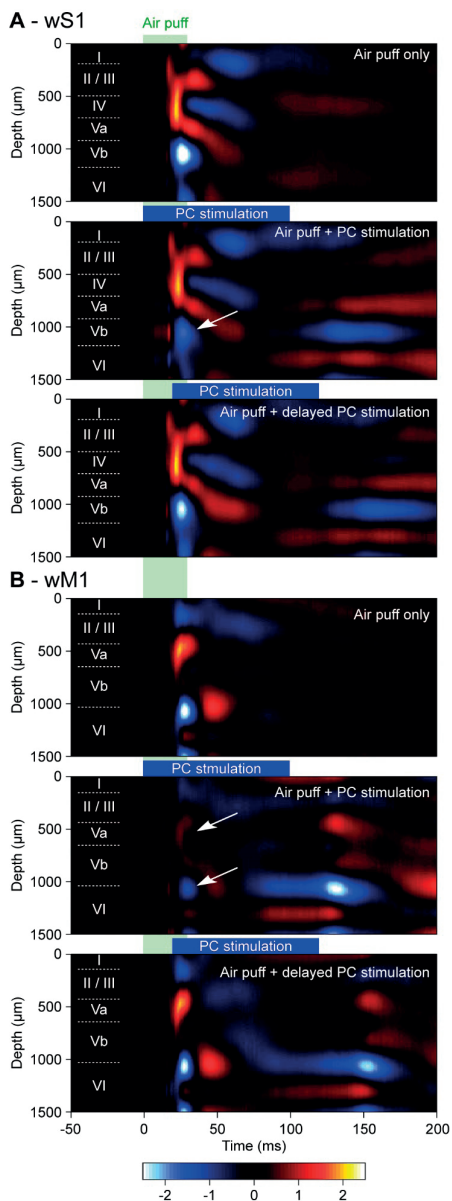 A - wS1
Air puff
Air puff only
Depth (µm)
0
500
1000
1500
I
II / III
IV
Va
Vb
VI
PC stimulation
Air puff + PC stimulation
Depth (µm)
0
500
1000
1500
I
II / III
IV
Va
Vb
VI
PC stimulation
Air puff + delayed PC stimulation
Depth (µm)
0
500
1000
1500
I
II / III
IV
Va
Vb
VI
B - wM1
Air puff only
Depth (µm)
0
500
1000
1500
I
II / III
Va
Vb
VI
PC stmulation
Air puff + PC stimulation
Depth (µm)
0
500
1000
1500
I
II / III
Va
Vb
VI
PC stimulation
Air puff + delayed PC stimulation
Depth (µm)
0
500
1000
1500
I
II / III
Va
Vb
VI
-50 0 50 100 150 200
Time (ms)
-2 -1 0 1 2